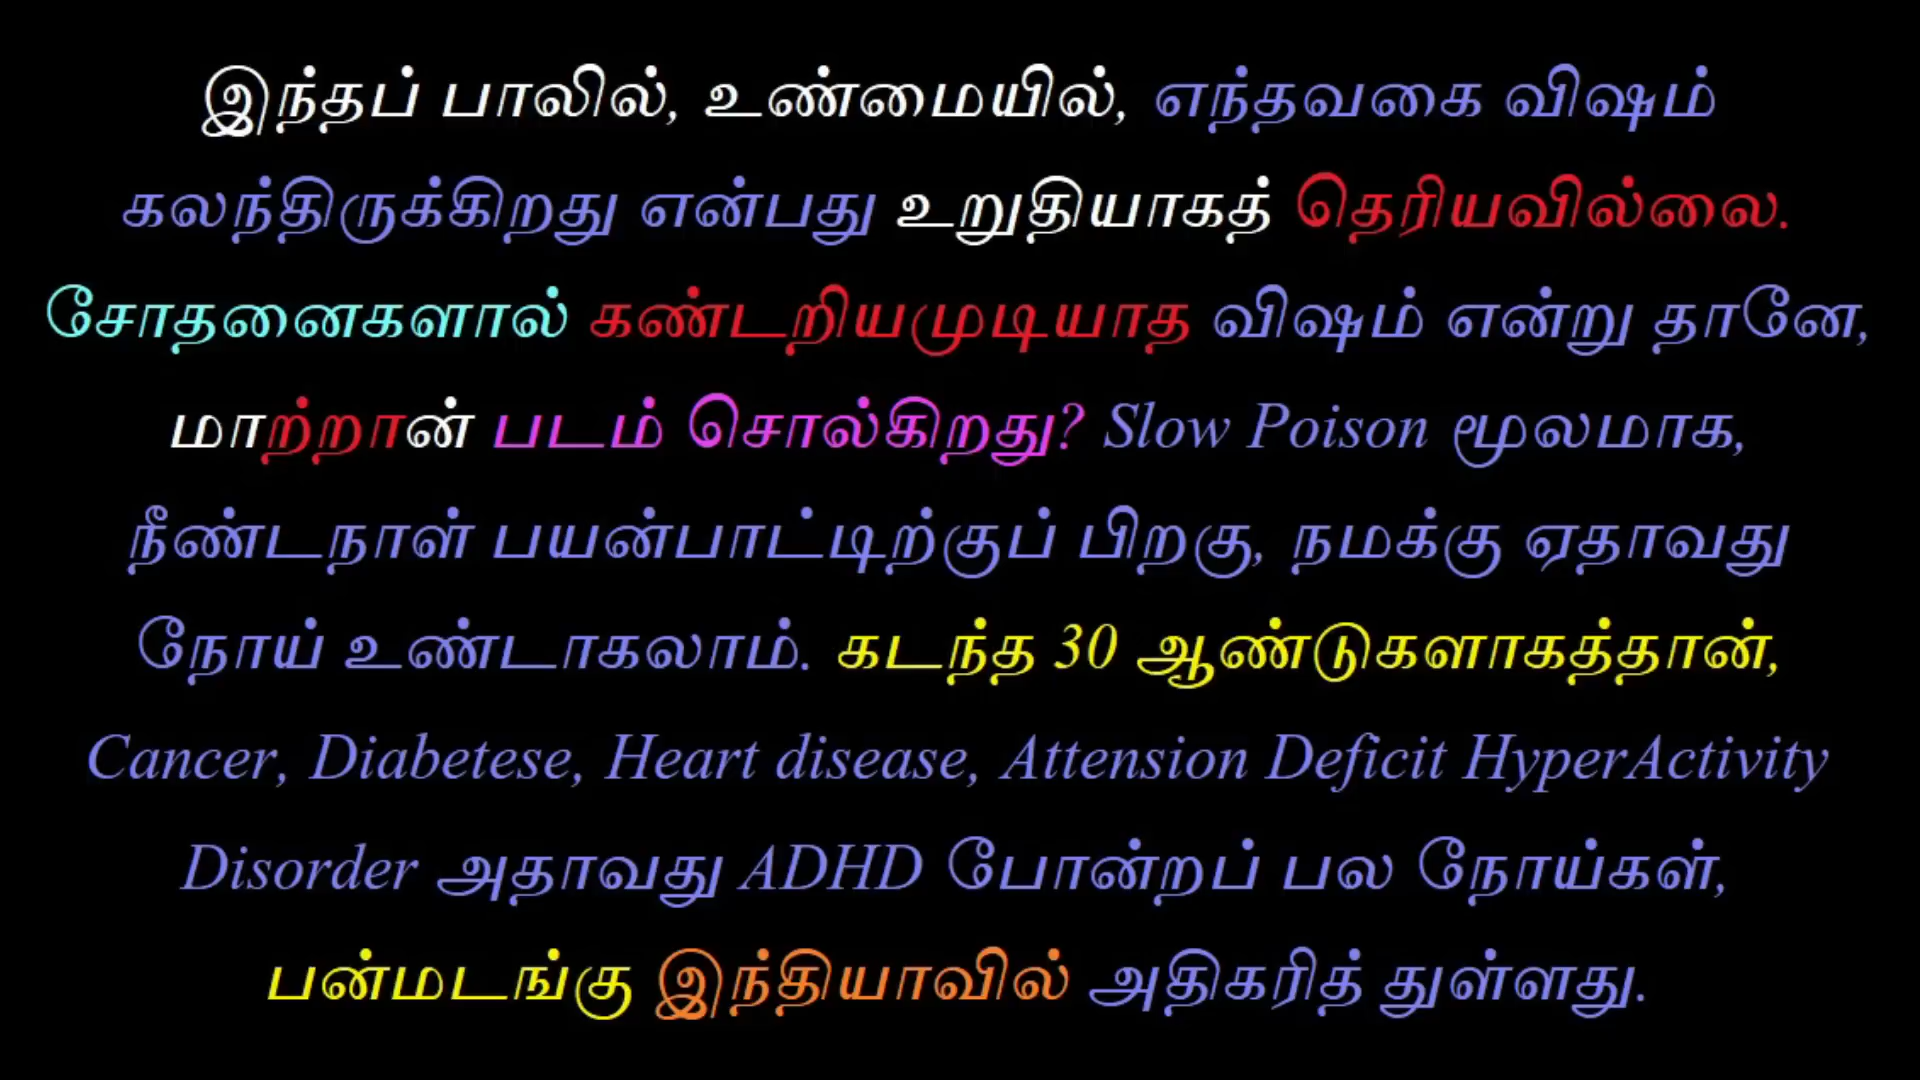 இந்தப் பாலில், உண்மையில், எந்தவகை விஷம்
கலந்திருக்கிறது என்பது உறுதியாகத் தெரியவில்லை.
சோதனைகளால் கண்டறியமுடியாத விஷம் என்று தானே,
மாற்றான் படம் சொல்கிறது? Slow Poison மூலமாக,
நீண்டநாள் பயன்பாட்டிற்குப் பிறகு, நமக்கு ஏதாவது
நோய் உண்டாகலாம். கடந்த 30 ஆண்டுகளாகத்தான்,
Cancer, Diabetese, Heart disease, Attension Deficit HyperActivity
Disorder அதாவது ADHD போன்றப் பல நோய்கள்,
பன்மடங்கு இந்தியாவில் அதிகரித் துள்ளது.